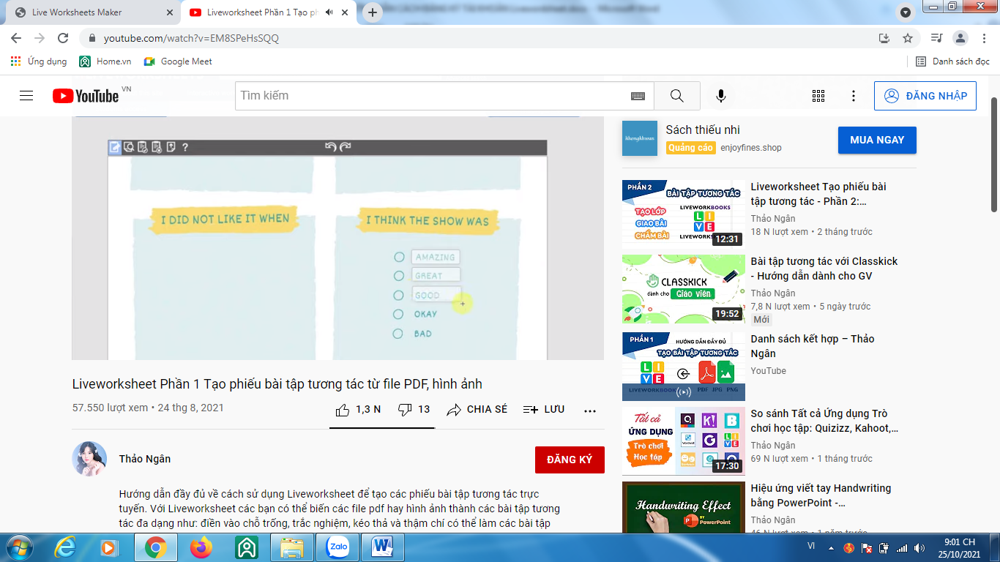 Live Worksheets Maker
Liveworksheet Phần 1 Tạo ph
youtube.com/watch?v=EM8SPeHsSQQ
Ứng dụng
Home.vn
Google Meet
Danh sách đọc
YouTube VN
Tìm kiếm
ĐĂNG NHẬP
?
I DID NOT LIKE IT WHEN
I THINK THE SHOW WAS
AMAZING
GREAT
GOOD
OKAY
BAD
Liveworksheet Phần 1 Tạo phiếu bài tập tương tác từ file PDF, hình ảnh
57.550 lượt xem • 24 thg 8, 2021
1,3 N
13
CHIA SẺ
LƯU
Thảo Ngân
ĐĂNG KÝ
Hướng dẫn đầy đủ về cách sử dụng Liveworksheet để tạo các phiếu bài tập tương tác trực
tuyến. Với Liveworksheet các bạn có thể biến các file pdf hay hình ảnh thành các bài tập tương
tác đa dạng như: điền vào chỗ trống, trắc nghiệm, kéo thả và thậm chí có thể làm các bài tập
Sách thiếu nhi
Quảng cáo enjoyfines.shop
MUA NGAY
PHẦN 2
BÀI TẬP TƯƠNG TÁC
TẠO LỚP
GIAO BÀI
CHẤM BÀI
LIVEWORKBOOKS
LIVE
12:31
Liveworksheet Tạo phiếu bài
tập tương tác - Phần 2:...
Thảo Ngân
18 N lượt xem • 2 tháng trước
CLASSKICK
dành cho Giáo viên
19:52
Bài tập tương tác với Classkick
- Hướng dẫn dành cho GV
Thảo Ngân
7,8 N lượt xem • 5 ngày trước
Mới
PHẦN 1
HƯỚNG DẪN ĐẦY ĐỦ
TẠO BÀI TẬP TƯƠNG TÁC
LIVE
LIVEWORKBOOK
PDF JPG PNG
Danh sách kết hợp – Thảo
Ngân
YouTube
Tất cả
ỨNG DỤNG
Trò chơi
Học tập
K!
B
G
LIVE
17:30
So sánh Tất cả Ứng dụng Trò
chơi học tập: Quizizz, Kahoot,...
Thảo Ngân
69 N lượt xem • 1 tháng trước
Handwriting Effect
BY
PowerPoint
Hiệu ứng viết tay Handwriting
bằng PowerPoint -...
Thảo Ngân
46 N lượt xem • 1 năm trước
Zalo
VI
9:01 CH
25/10/2021